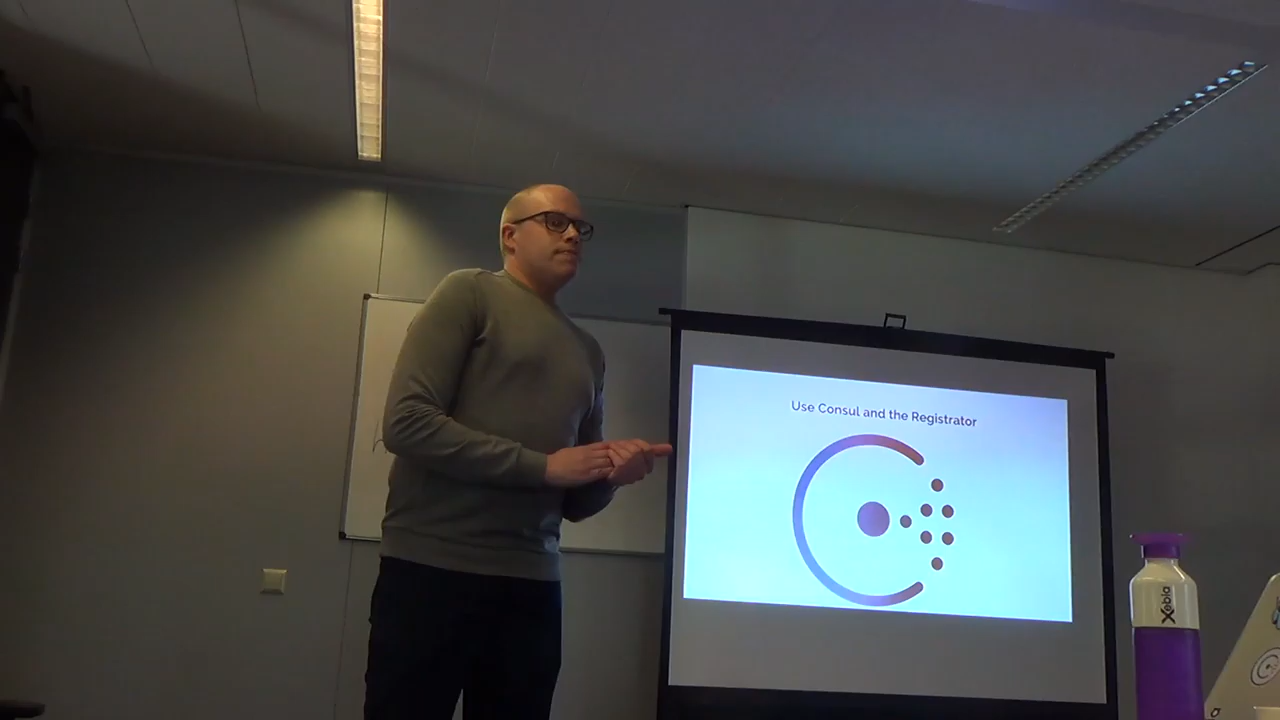 Use Consul and the Registrator
Xebia